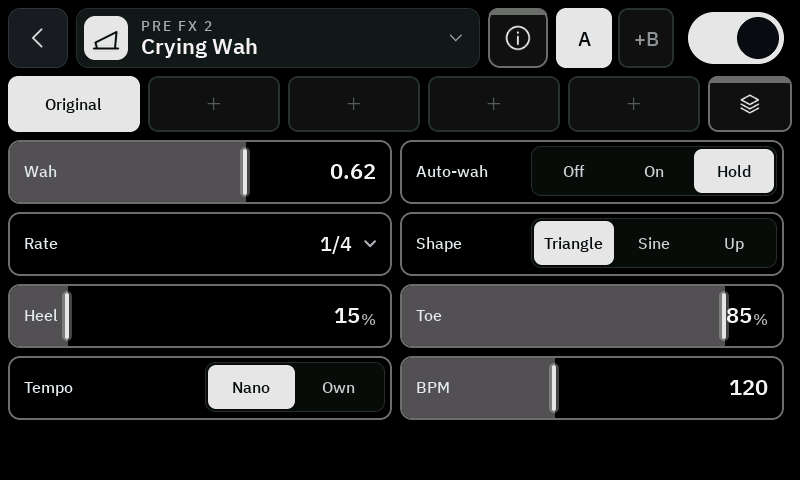 PRE FX 2
Crying Wah
A
+B
Original
+
+
+
+
Wah
0.62
Auto-wah
Off
On
Hold
Rate
1/4
Shape
Triangle
Sine
Up
Heel
15%
Toe
85%
Tempo
Nano
Own
BPM
120